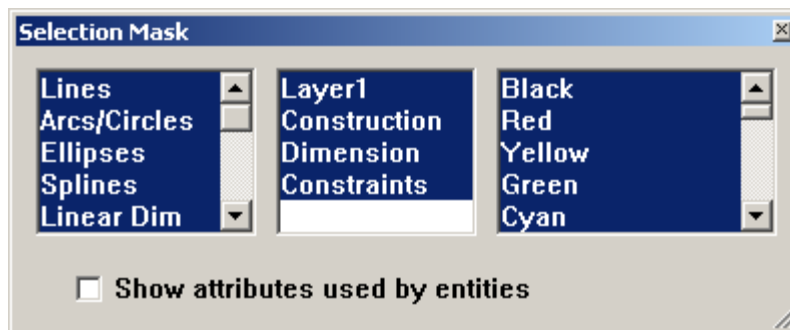 Selection Mask
Lines
Arcs/Circles
Ellipses
Splines
Linear Dim
Layer1
Construction
Dimension
Constraints
Black
Red
Yellow
Green
Cyan
Show attributes used by entities